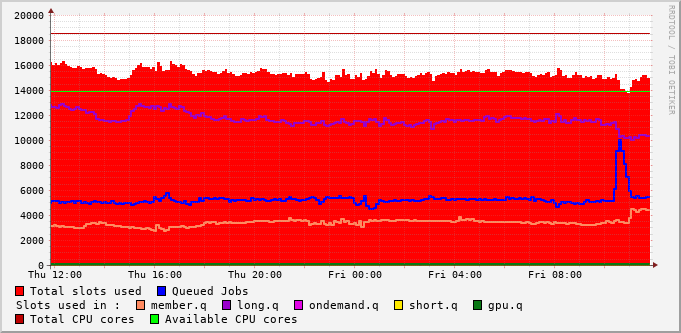 20000
18000
16000
14000
12000
10000
8000
6000
4000
2000
0
Thu 12:00 Thu 16:00 Thu 20:00 Fri 00:00 Fri 04:00 Fri 08:00
Total slots used Queued Jobs
Slots used in : member.q long.q ondemand.q short.q gpu.q
Total CPU cores Available CPU cores
RRDTOOL / TOBI OETIKER